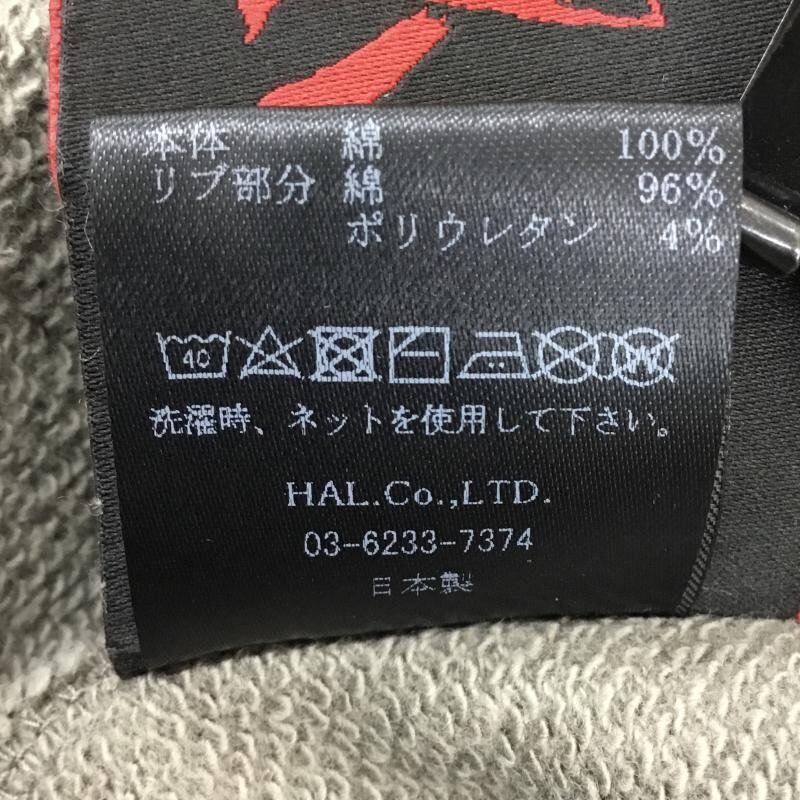 本体 綿 100%
リブ部分 綿 96%
ポリウレタン 4%
40
W
洗濯時、ネットを使用して下さい。
HAL.Co.,LTD.
03-6233-7374
日本製